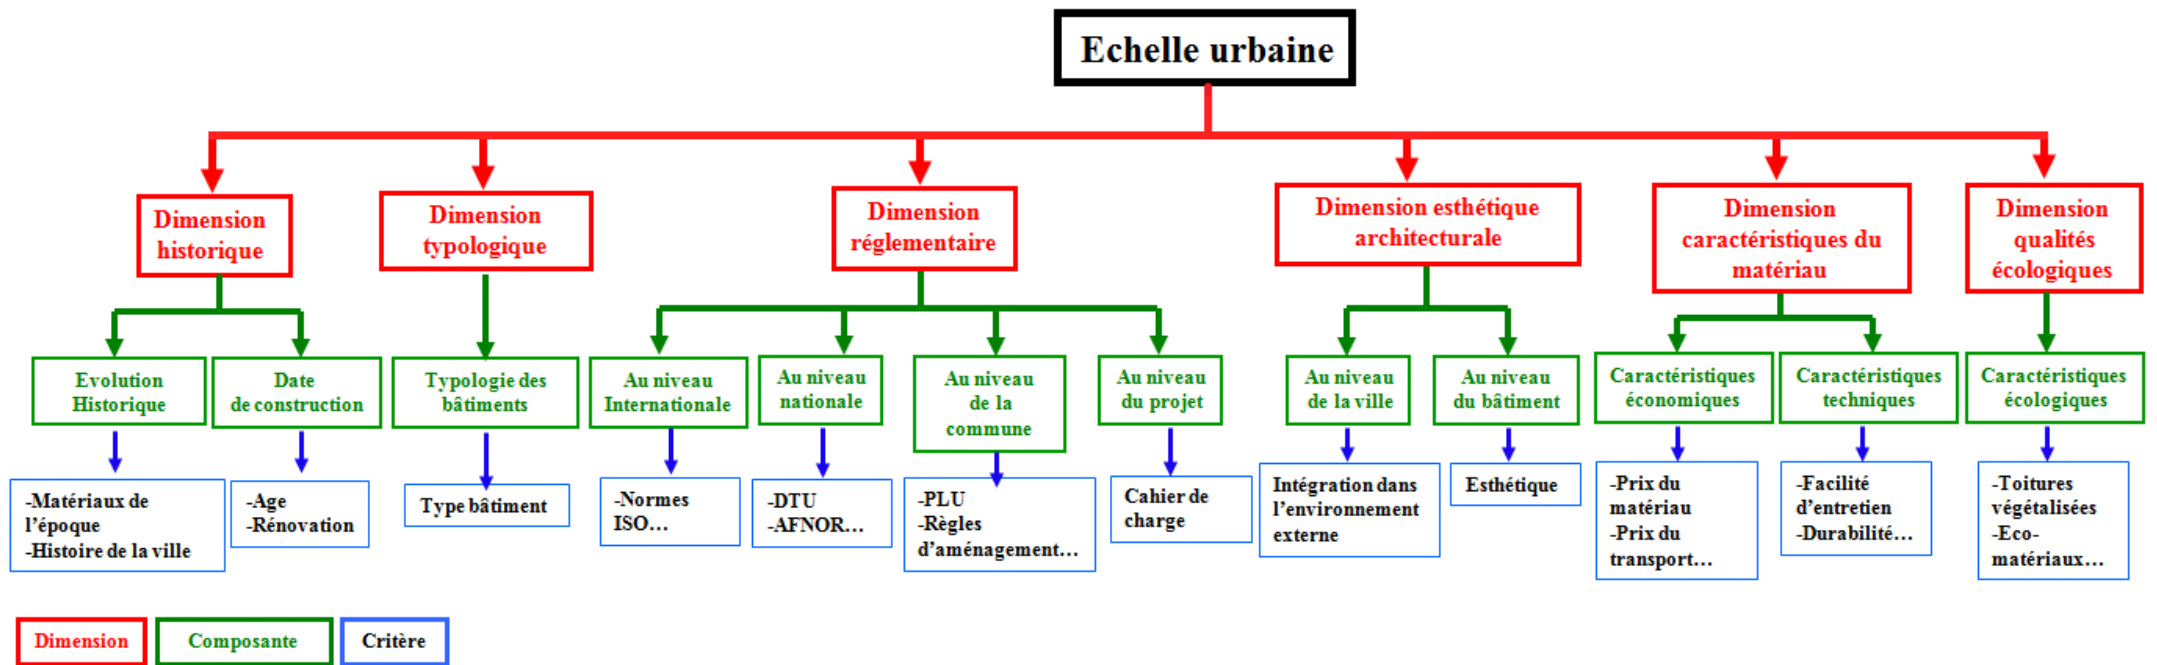 Echelle urbaine
Dimension
historique
Dimension
typologique
Dimension
réglementaire
Dimension esthétique
architecturale
Dimension
caractéristiques du
matériau
Dimension
qualités
écologiques
Evolution
Historique
Date
de construction
Typologie des
bâtiments
Au niveau
Internationale
Au niveau
nationale
Au niveau
de la
commune
Au niveau
du projet
Au niveau
de la ville
Au niveau
du bâtiment
Caractéristiques
économiques
Caractéristiques
techniques
Caractéristiques
écologiques
-Matériaux de
l’époque
-Histoire de la ville
-Age
-Rénovation
Type bâtiment
-Normes
ISO…
-DTU
-AFNOR…
-PLU
-Règles
d’aménagement…
Cahier de
charge
Intégration dans
l’environnement
externe
Esthétique
-Prix du
matériau
-Prix du
transport…
-Facilité
d’entretien
-Durabilité…
-Toitures
végétalisées
-Eco-
matériaux…
Dimension
Composante
Critère